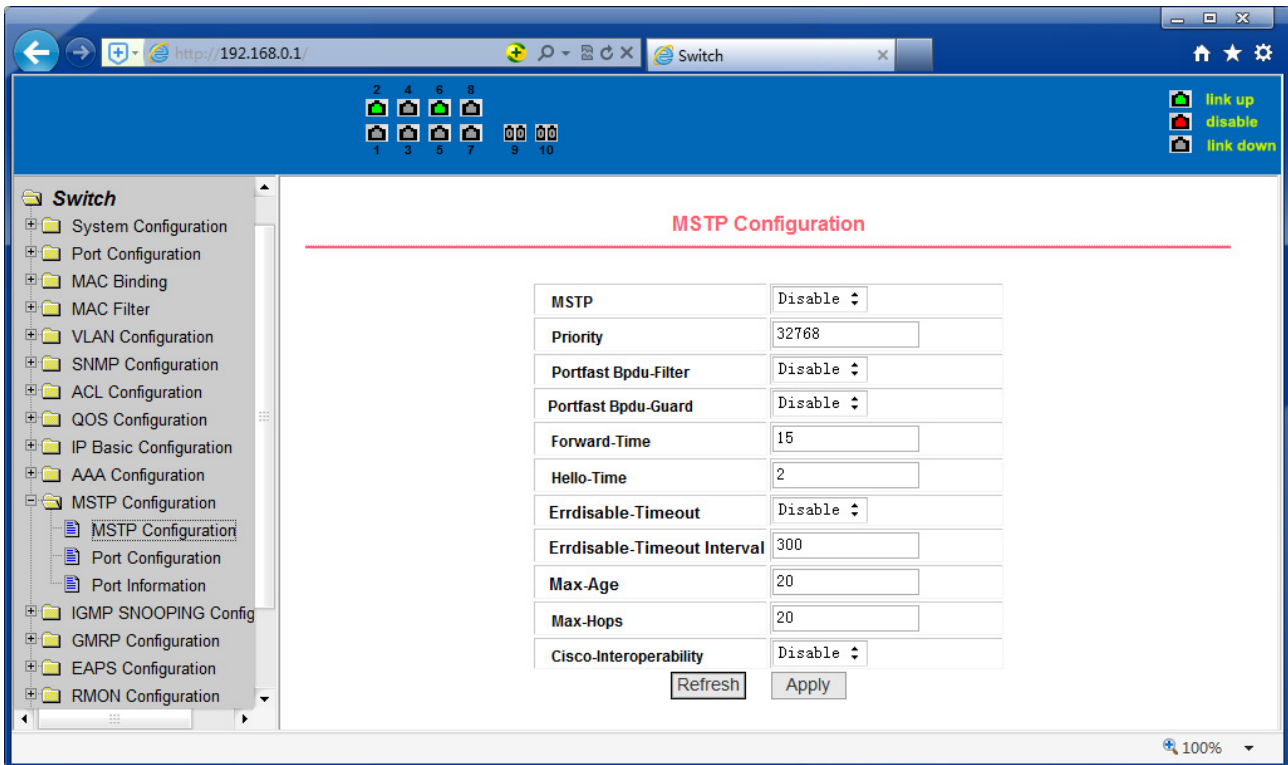 http://192.168.0.1/
Switch
2 4 6 8
1 3 5 7 9 10
link up
disable
link down
Switch
System Configuration
Port Configuration
MAC Binding
MAC Filter
VLAN Configuration
SNMP Configuration
ACL Configuration
QOS Configuration
IP Basic Configuration
AAA Configuration
MSTP Configuration
MSTP Configuration
Port Configuration
Port Information
IGMP SNOOPING Config
GMRP Configuration
EAPS Configuration
RMON Configuration
MSTP Configuration
MSTP Disable
Priority 32768
Portfast Bpdu-Filter Disable
Portfast Bpdu-Guard Disable
Forward-Time 15
Hello-Time 2
Errdisable-Timeout Disable
Errdisable-Timeout Interval 300
Max-Age 20
Max-Hops 20
Cisco-Interoperability Disable
Refresh Apply
100%